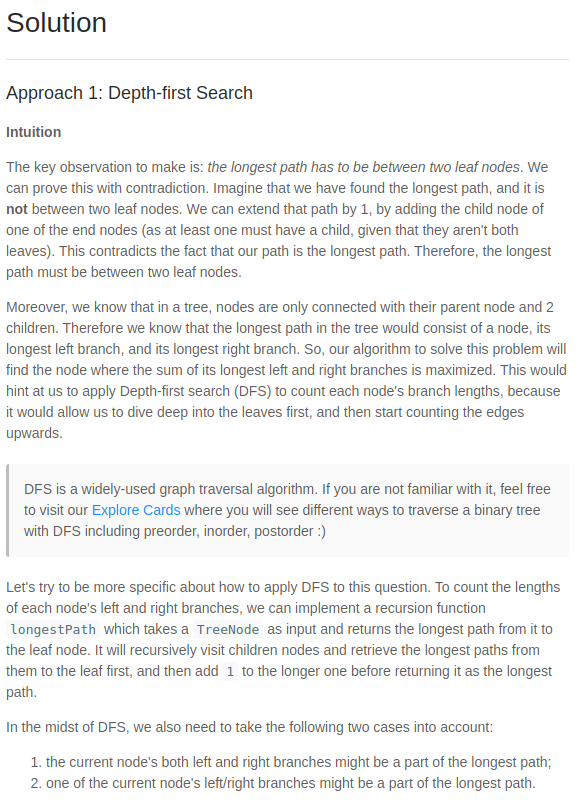 Solution
Approach 1: Depth-first Search
Intuition
The key observation to make is: the longest path has to be between two leaf nodes. We
can prove this with contradiction. Imagine that we have found the longest path, and it is
not between two leaf nodes. We can extend that path by 1, by adding the child node of
one of the end nodes (as at least one must have a child, given that they aren't both
leaves). This contradicts the fact that our path is the longest path. Therefore, the longest
path must be between two leaf nodes.
Moreover, we know that in a tree, nodes are only connected with their parent node and 2
children. Therefore we know that the longest path in the tree would consist of a node, its
longest left branch, and its longest right branch. So, our algorithm to solve this problem will
find the node where the sum of its longest left and right branches is maximized. This would
hint at us to apply Depth-first search (DFS) to count each node's branch lengths, because
it would allow us to dive deep into the leaves first, and then start counting the edges
upwards.
DFS is a widely-used graph traversal algorithm. If you are not familiar with it, feel free
to visit our Explore Cards where you will see different ways to traverse a binary tree
with DFS including preorder, inorder, postorder :)
Let's try to be more specific about how to apply DFS to this question. To count the lengths
of each node's left and right branches, we can implement a recursion function
longestPath which takes a TreeNode as input and returns the longest path from it to
the leaf node. It will recursively visit children nodes and retrieve the longest paths from
them to the leaf first, and then add 1 to the longer one before returning it as the longest
path.
In the midst of DFS, we also need to take the following two cases into account:
1. the current node's both left and right branches might be a part of the longest path;
2. one of the current node's left/right branches might be a part of the longest path.